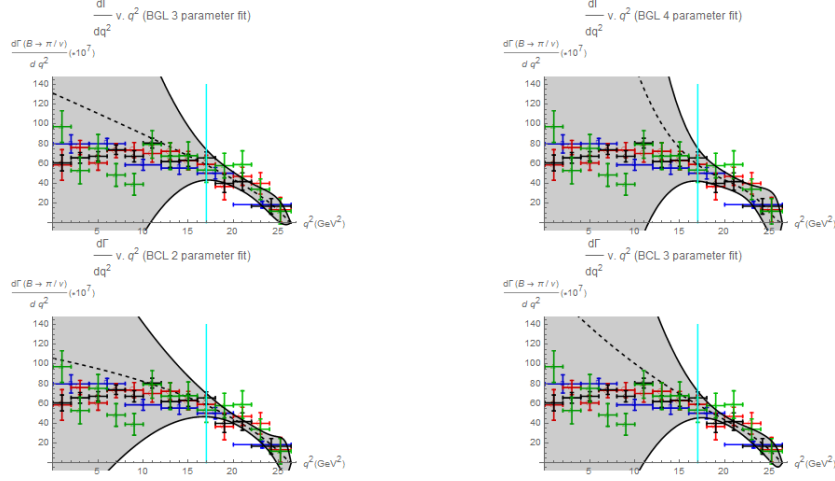 dΓ
dq² v. q² (BGL 3 parameter fit)
dΓ(B → π l ν)
d q² (*10⁷)
140
120
100
80
60
40
20
5 10 15 20 25 q²(GeV²)
dΓ
dq² v. q² (BGL 4 parameter fit)
dΓ(B → π l ν)
d q² (*10⁷)
140
120
100
80
60
40
20
5 10 15 20 25 q²(GeV²)
dΓ
dq² v. q² (BCL 2 parameter fit)
dΓ(B → π l ν)
d q² (*10⁷)
140
120
100
80
60
40
20
5 10 15 20 25 q²(GeV²)
dΓ
dq² v. q² (BCL 3 parameter fit)
dΓ(B → π l ν)
d q² (*10⁷)
140
120
100
80
60
40
20
5 10 15 20 25 q²(GeV²)